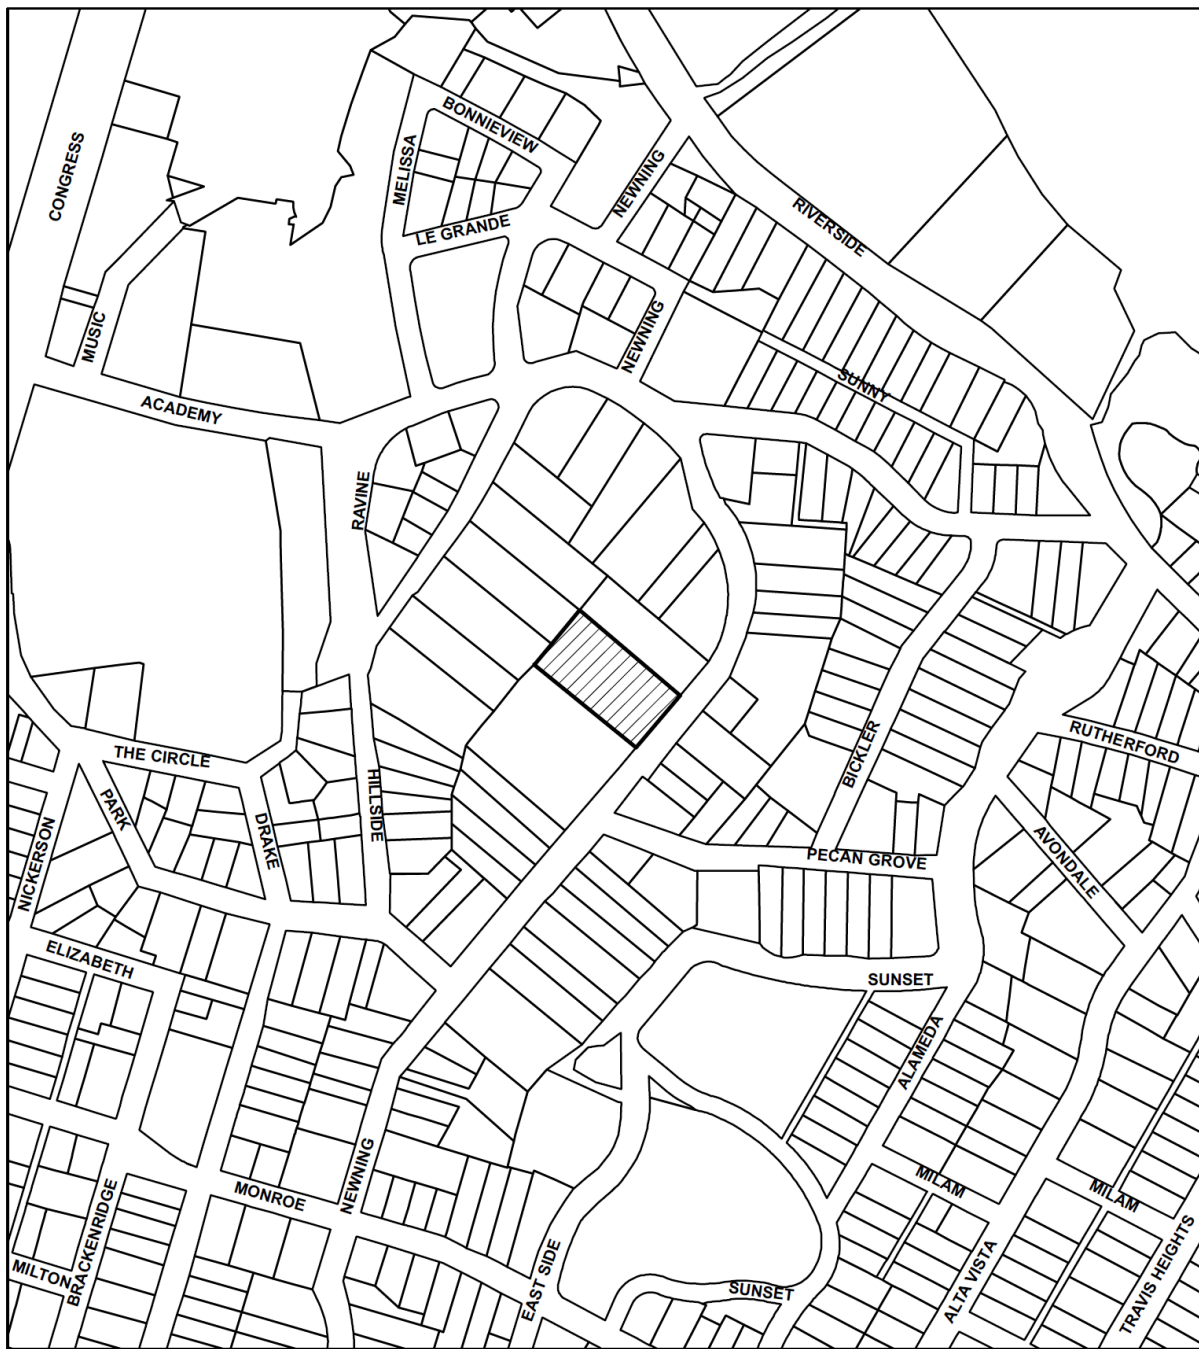 BONNIEVIEW
CONGRESS
MELISSA
NEWNING
RIVERSIDE
LE GRANDE
MUSIC
NEWNING
SUNNY
ACADEMY
RAVINE
BICKLER
RUTHERFORD
THE CIRCLE
PARK
HILLSIDE
DRAKE
NICKERSON
AVONDALE
PECAN GROVE
ELIZABETH
SUNSET
ALAMEDA
NEWNING
MONROE
MILAM
MILAM
BRACKENRIDGE
MILTON
EAST SIDE
SUNSET
ALTA VISTA
TRAVIS HEIGHTS